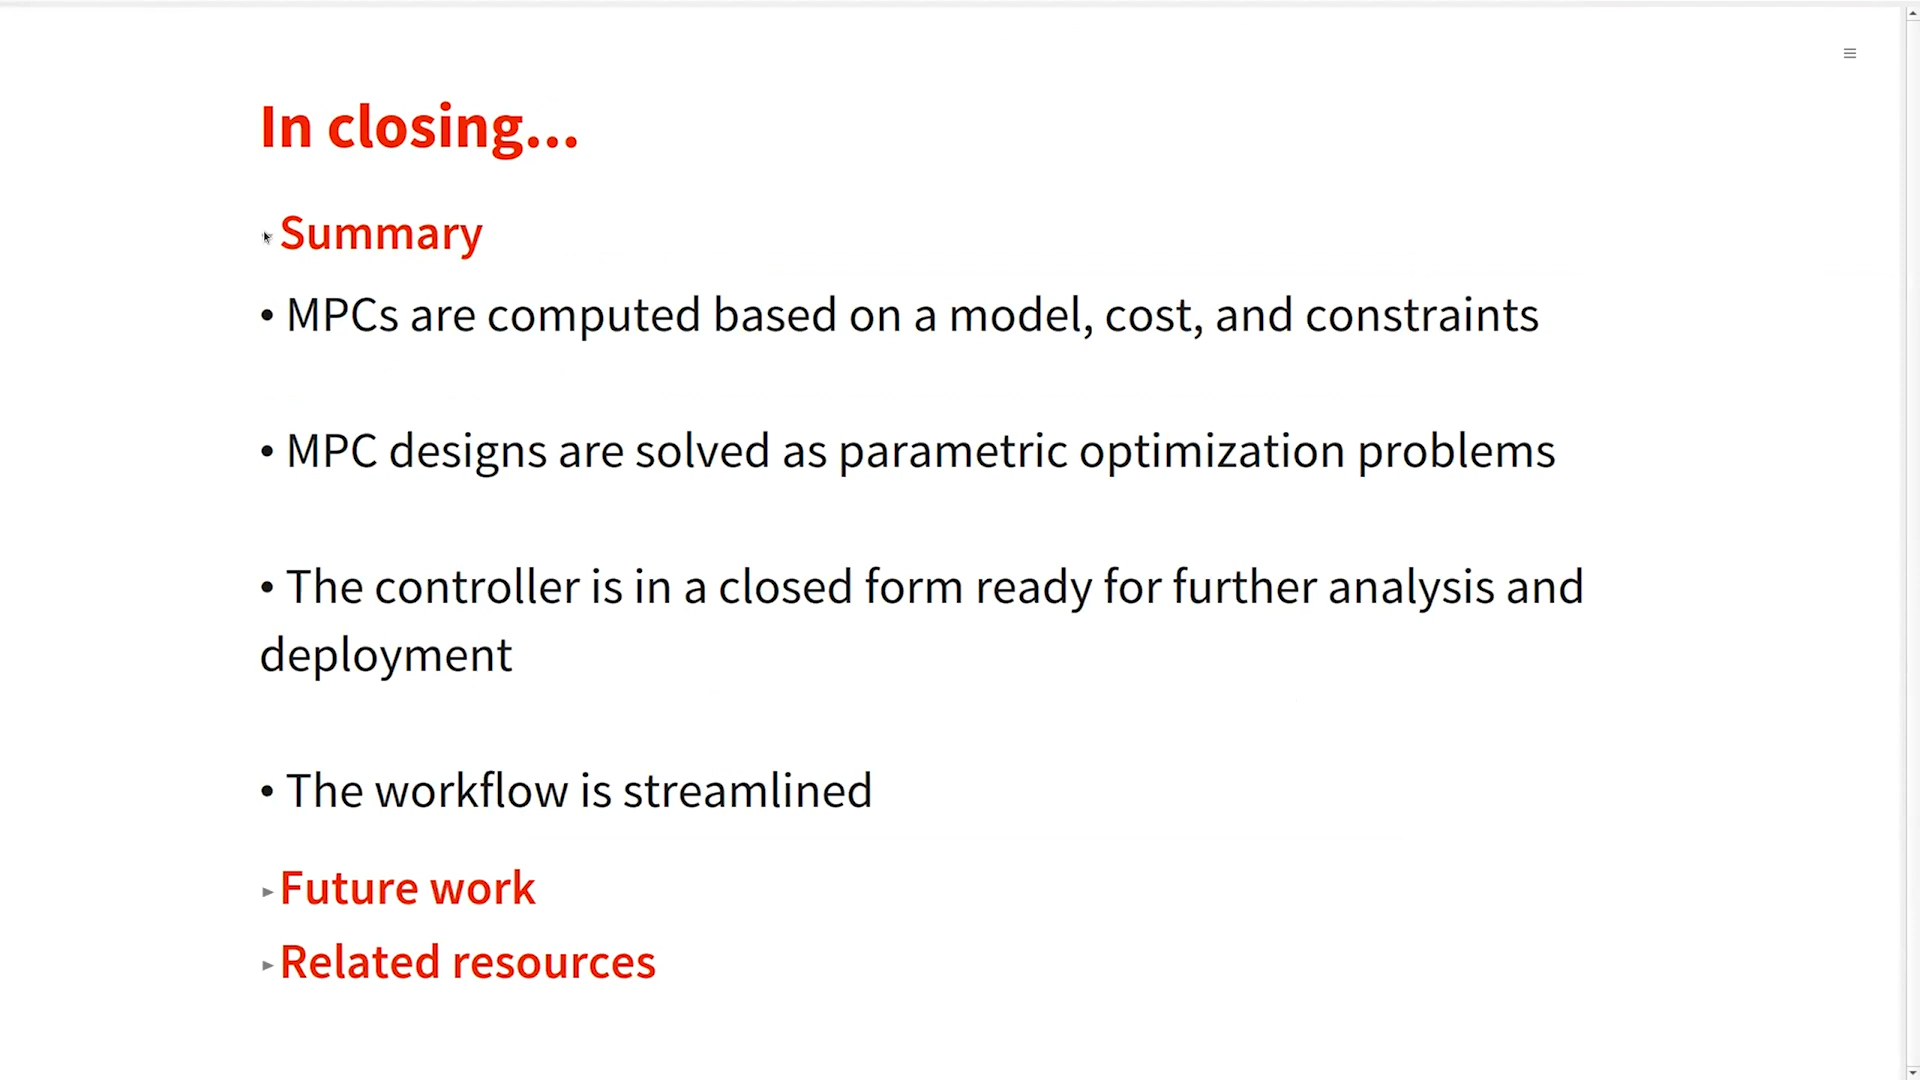 In closing...
Summary
• MPCs are computed based on a model, cost, and constraints
• MPC designs are solved as parametric optimization problems
• The controller is in a closed form ready for further analysis and
deployment
• The workflow is streamlined
Future work
Related resources